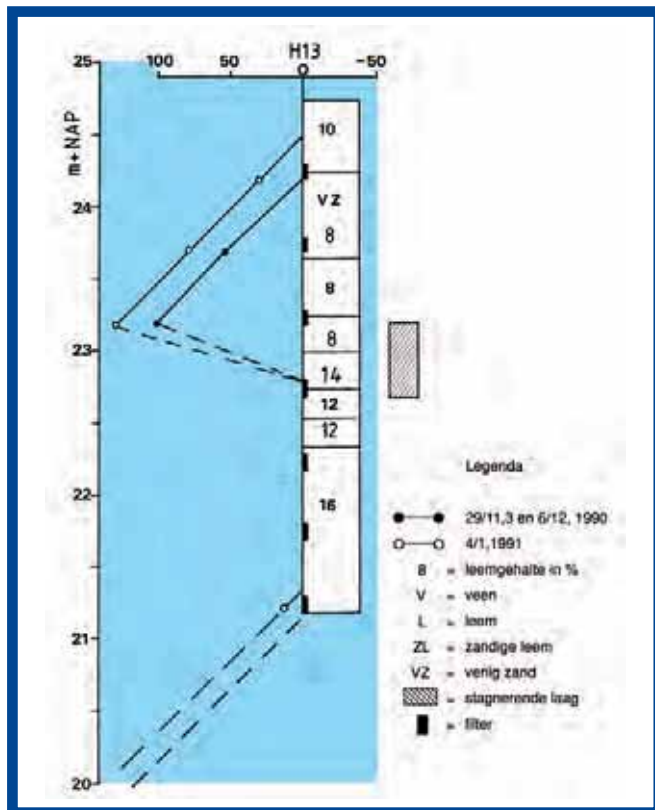 H13
100 50 0 -50
25
m+NAP
10
24
VZ
8
8
23
8
14
12
12
22
16
21
20
Legenda
29/11,3 en 6/12, 1990
4/1,1991
8 = leemgehalte in %
V = veen
L = leem
ZL = zandige leem
VZ = venig zand
= stagnerende laag
= filter